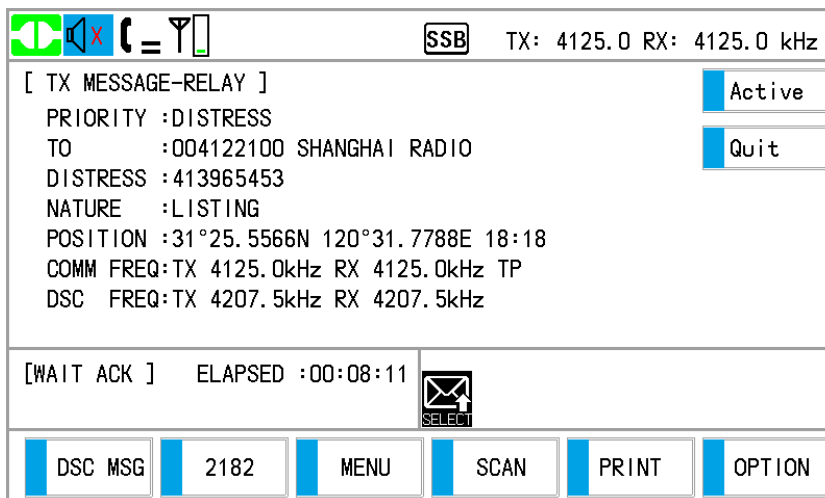 SSB TX: 4125.0 RX: 4125.0 kHz
[ TX MESSAGE-RELAY ]
Active
PRIORITY :DISTRESS
TO :004122100 SHANGHAI RADIO
Quit
DISTRESS :413965453
NATURE :LISTING
POSITION :31°25.5566N 120°31.7788E 18:18
COMM FREQ:TX 4125.0kHz RX 4125.0kHz TP
DSC FREQ:TX 4207.5kHz RX 4207.5kHz
[WAIT ACK ] ELAPSED :00:08:11
SELECT
DSC MSG 2182 MENU SCAN PRINT OPTION